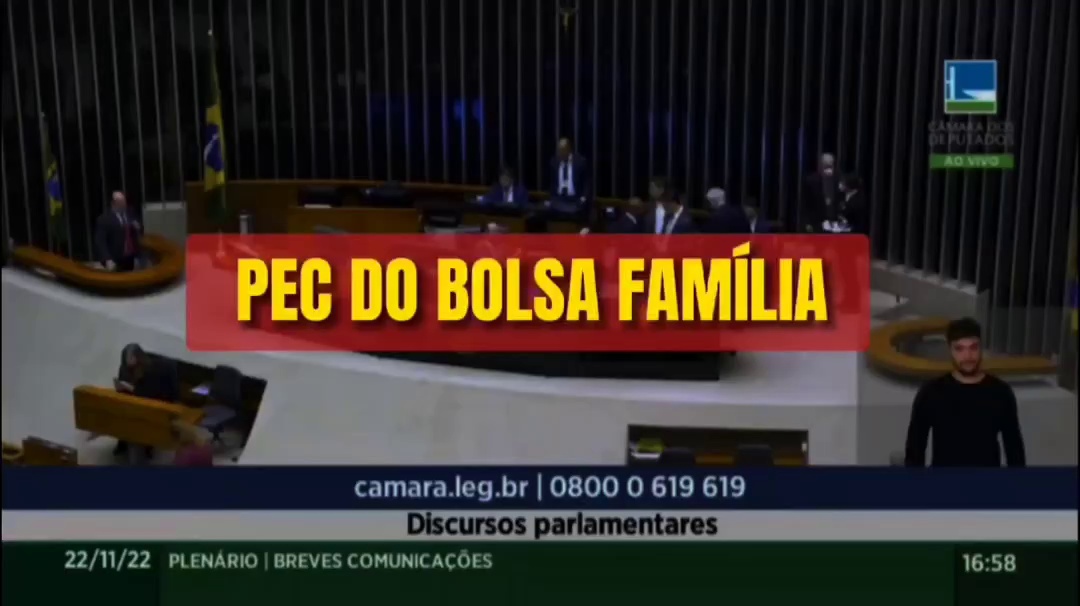 CÂMARA DOS
DEPUTADOS
AO VIVO
PEC DO BOLSA FAMÍLIA
camara.leg.br | 0800 0 619 619
Discursos parlamentares
22/11/22 PLENÁRIO | BREVES COMUNICAÇÕES 16:58